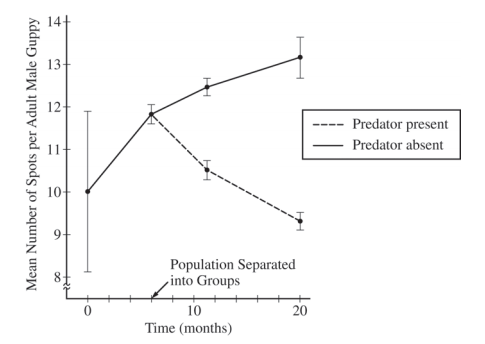 Mean Number of Spots per Adult Male Guppy
14
13
12
11
10
9
8
Predator present
Predator absent
Population Separated
into Groups
0
10
20
Time (months)